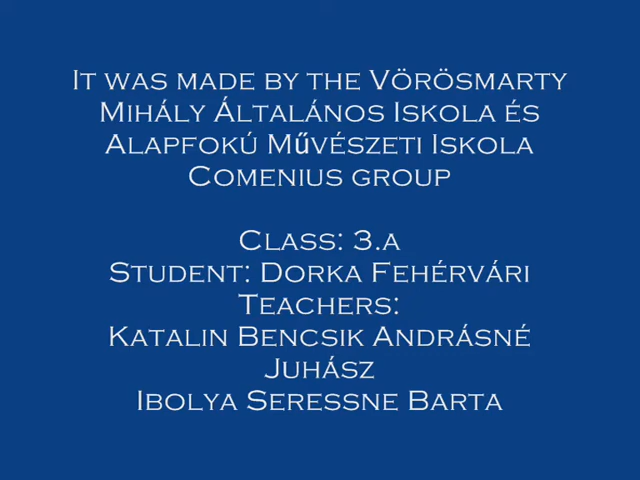 It was made by the Vörösmarty
Mihály Általános Iskola és
Alapfokú Művészeti Iskola
Comenius group
Class: 3.a
Student: Dorka Fehérvári
Teachers:
Katalin Bencsik Andrásné
Juhász
Ibolya Seressne Barta